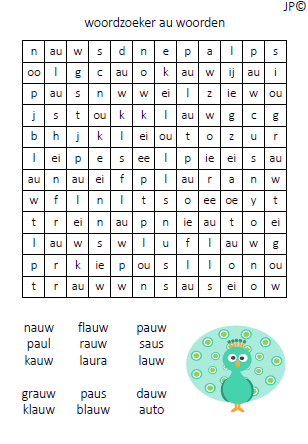 JP©
woordzoeker au woorden
n au w s d n e p a l p s
oo l g c au o k au w ij au i
p au s n w w ei l z ie w ou
j s t ou k k l au w g c g
b h j k l ei ou t o z u r
l ei p e s ee l p ie ei s au
au n au ei f p l au r a n w
w f l n l t s o ee oe y t
t r ei n au p n ie au t o ei
l au w s w l u f l au w g
p r k ie p ou s l l o n ou
t r au w w n s au s ei o w
nauw flauw pauw
paul rauw saus
kauw laura lauw
grauw paus dauw
klauw blauw auto